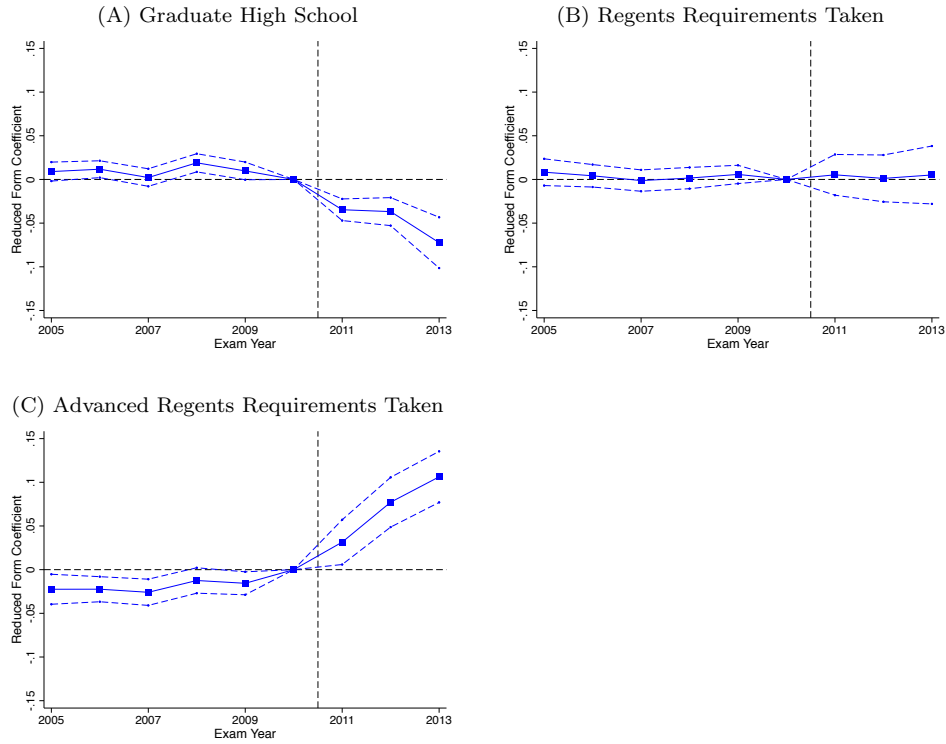 (A) Graduate High School
Reduced Form Coefficient
.15
.1
.05
0
-.05
-.1
-.15
2005 2007 2009 2011 2013
Exam Year
(B) Regents Requirements Taken
Reduced Form Coefficient
.15
.1
.05
0
-.05
-.1
-.15
2005 2007 2009 2011 2013
Exam Year
(C) Advanced Regents Requirements Taken
Reduced Form Coefficient
.15
.1
.05
0
-.05
-.1
-.15
2005 2007 2009 2011 2013
Exam Year